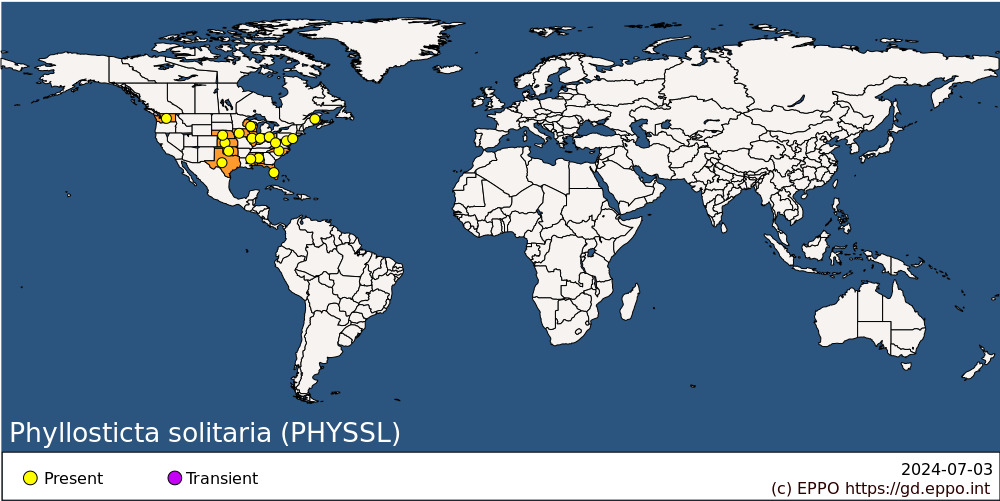 Phyllosticta solitaria (PHYSSL)
Present
Transient
2024-07-03
(c) EPPO https://gd.eppo.int